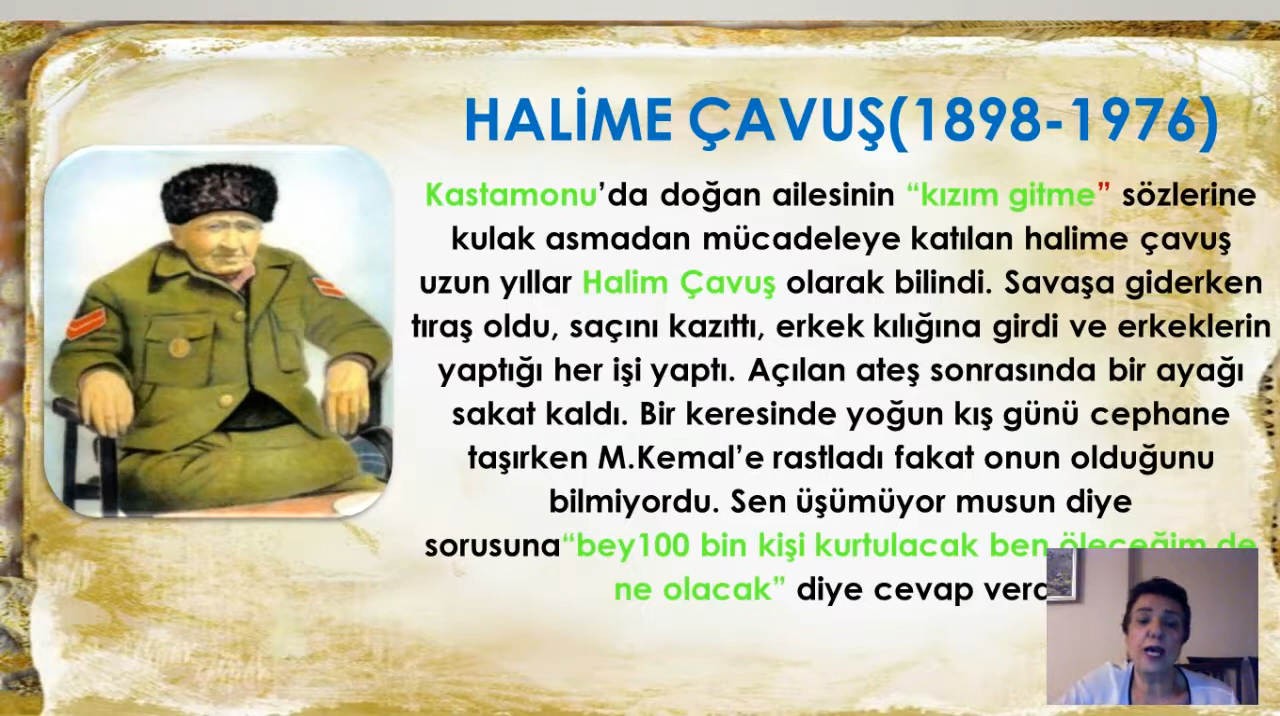 HALİME ÇAVUŞ(1898-1976)
Kastamonu’da doğan ailesinin “kızım gitme” sözlerine
kulak asmadan mücadeleye katılan halime çavuş
uzun yıllar Halim Çavuş olarak bilindi. Savaşa giderken
tıraş oldu, saçını kazıttı, erkek kılığına girdi ve erkeklerin
yaptığı her işi yaptı. Açılan ateş sonrasında bir ayağı
sakat kaldı. Bir keresinde yoğun kış günü cephane
taşırken M.Kemal’e rastladı fakat onun olduğunu
bilmiyordu. Sen üşümüyor musun diye
sorusuna“bey100 bin kişi kurtulacak ben öleceğim de
ne olacak” diye cevap